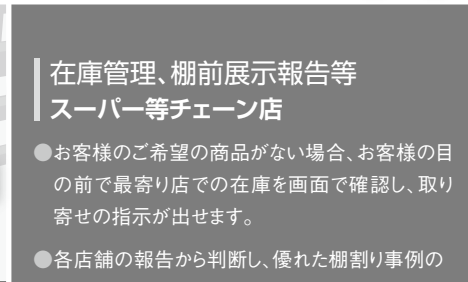 在庫管理、棚前展示報告等
スーパー等チェーン店
●お客様のご希望の商品がない場合、お客様の目
の前で最寄り店での在庫を画面で確認し、取り
寄せの指示が出せます。
●各店舗の報告から判断し、優れた棚割り事例の